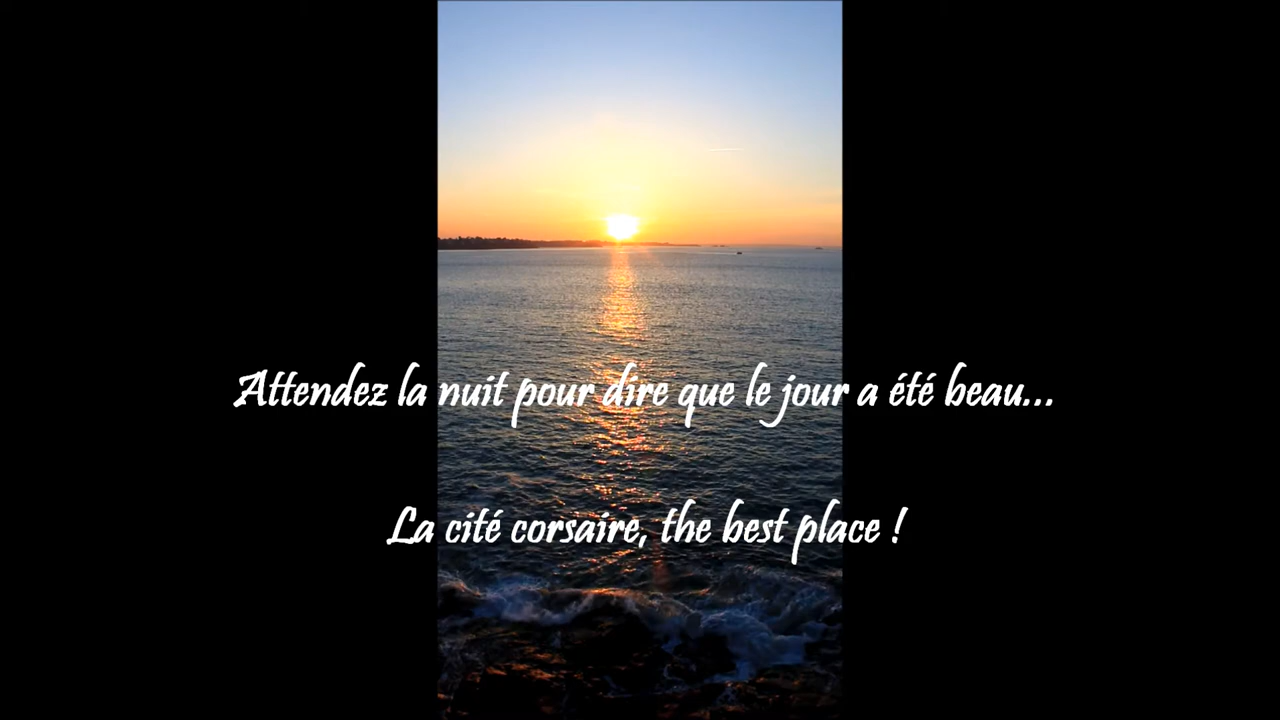 Attendez la nuit pour dire que le jour a été beau...
La cité corsaire, the best place !